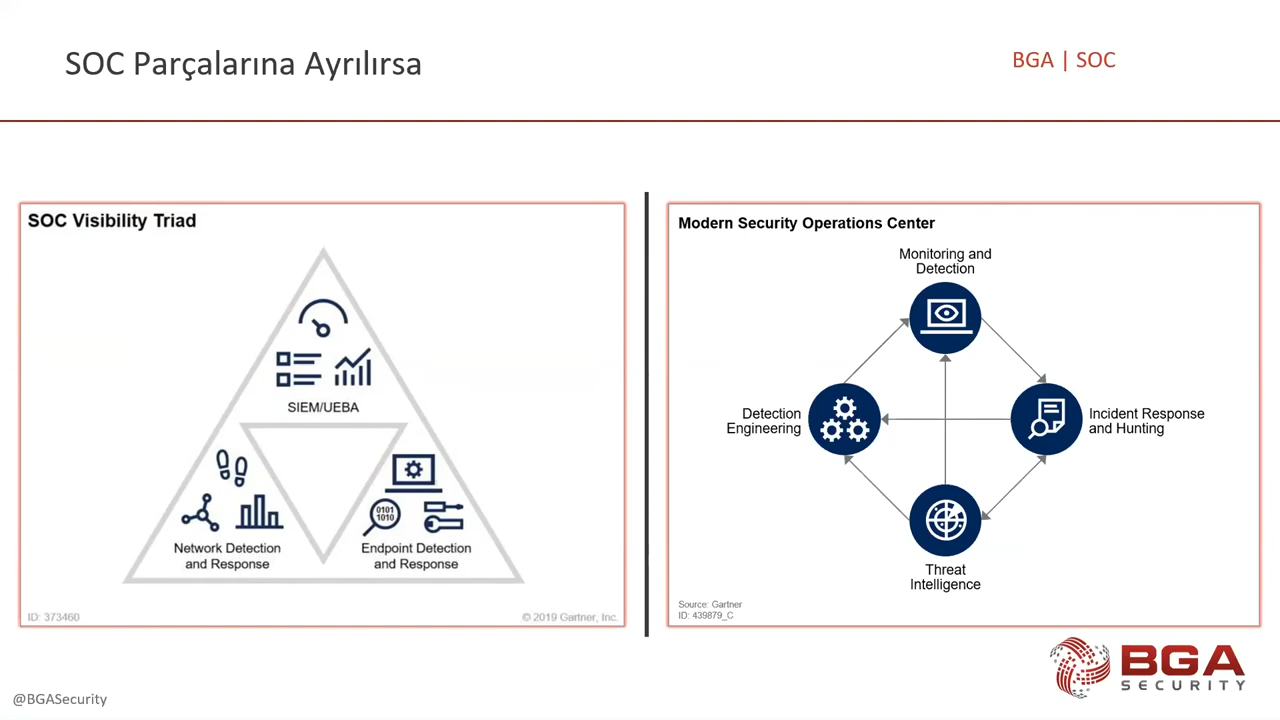 SOC Parçalarına Ayrılırsa
BGA | SOC
SOC Visibility Triad
SIEM/UEBA
0101
1010
Network Detection
and Response
Endpoint Detection
and Response
ID: 373460
© 2019 Gartner, Inc.
Modern Security Operations Center
Monitoring and
Detection
Detection
Engineering
Incident Response
and Hunting
Threat
Intelligence
Source: Gartner
ID: 439879_C
BGA
SECURITY
@BGASecurity